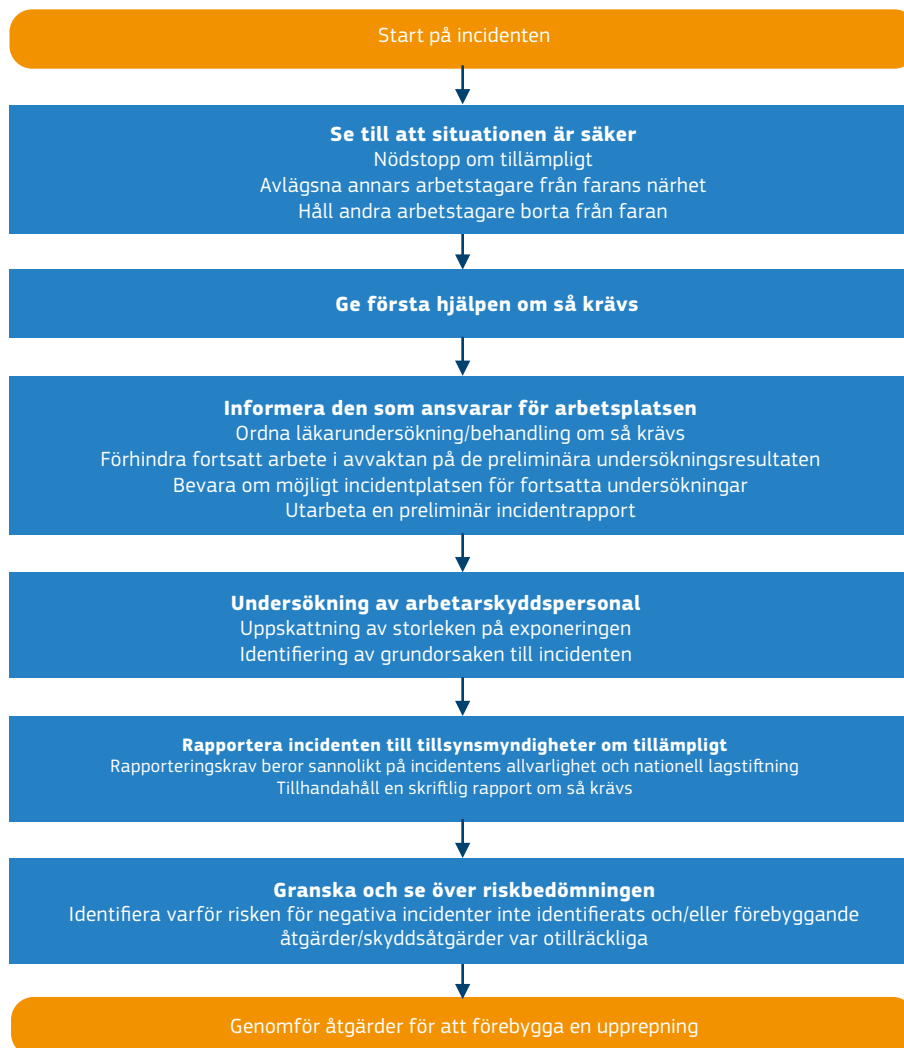 Start på incidenten
Se till att situationen är säker
Nödstopp om tillämpligt
Avlägsna annars arbetstagare från farans närhet
Håll andra arbetstagare borta från faran
Ge första hjälpen om så krävs
Informera den som ansvarar för arbetsplatsen
Ordna läkarundersökning/behandling om så krävs
Förhindra fortsatt arbete i avvaktan på de preliminära undersökningsresultaten
Bevara om möjligt incidentplatsen för fortsatta undersökningar
Utarbeta en preliminär incidentrapport
Undersökning av arbetarskyddspersonal
Uppskattning av storleken på exponeringen
Identifiering av grundorsaken till incidenten
Rapportera incidenten till tillsynsmyndigheter om tillämpligt
Rapporteringskrav beror sannolikt på incidentens allvarlighet och nationell lagstiftning
Tillhandahåll en skriftlig rapport om så krävs
Granska och se över riskbedömningen
Identifiera varför risken för negativa incidenter inte identifierats och/eller förebyggande
åtgärder/skyddsåtgärder var otillräckliga
Genomför åtgärder för att förebygga en upprepning